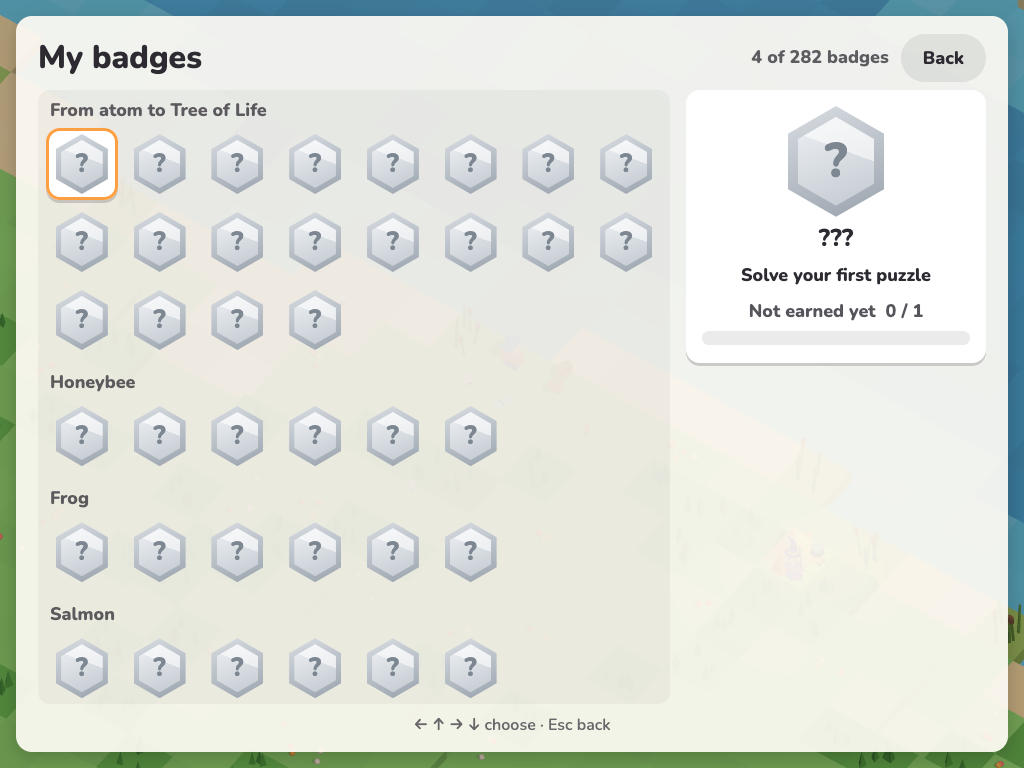 My badges
4 of 282 badges
Back
From atom to Tree of Life
? ? ? ? ? ? ? ?
? ? ? ? ? ? ? ?
? ? ? ?
Honeybee
? ? ? ? ? ?
Frog
? ? ? ? ? ?
Salmon
? ? ? ? ? ?
?
???
Solve your first puzzle
Not earned yet 0 / 1
← ↑ → ↓ choose · Esc back